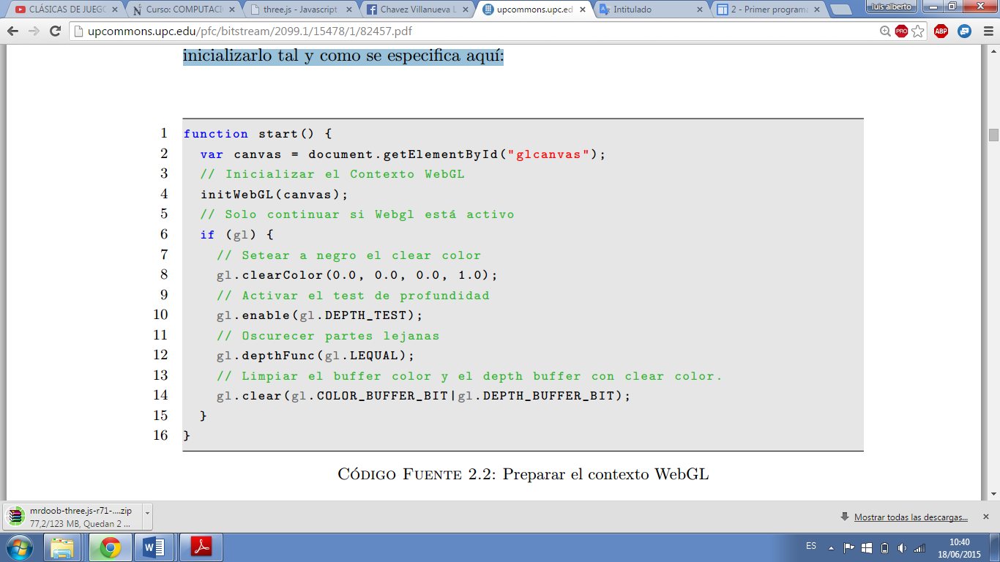 CLÁSICAS DE JUEGO
Curso: COMPUTACI
three.js - Javascript
Chavez Villanueva L
upcommons.upc.ed
Intitulado
2 - Primer programa
luis alberto
upcommons.upc.edu/pfc/bitstream/2099.1/15478/1/82457.pdf
PRO
ABP
inicializarlo tal y como se especifica aquí:
1 function start() {
2 var canvas = document.getElementById("glcanvas");
3 // Inicializar el Contexto WebGL
4 initWebGL(canvas);
5 // Solo continuar si Webgl está activo
6 if (gl) {
7 // Setear a negro el clear color
8 gl.clearColor(0.0, 0.0, 0.0, 1.0);
9 // Activar el test de profundidad
10 gl.enable(gl.DEPTH_TEST);
11 // Oscurecer partes lejanas
12 gl.depthFunc(gl.LEQUAL);
13 // Limpiar el buffer color y el depth buffer con clear color.
14 gl.clear(gl.COLOR_BUFFER_BIT|gl.DEPTH_BUFFER_BIT);
15 }
16 }
CÓDIGO FUENTE 2.2: Preparar el contexto WebGL
mrdoob-three.js-r71-....zip
77,2/123 MB, Quedan 2 ...
Mostrar todas las descargas...
ES
10:40
18/06/2015